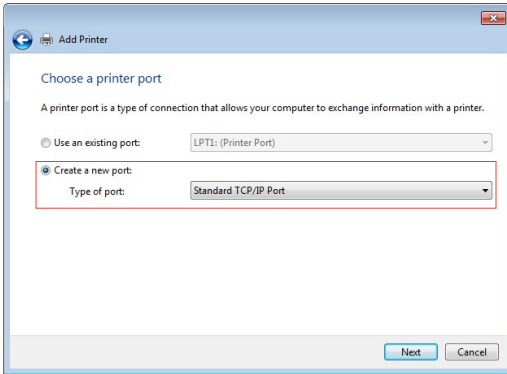 Add Printer
Choose a printer port
A printer port is a type of connection that allows your computer to exchange information with a printer.
Use an existing port: LPT1: (Printer Port)
Create a new port:
Type of port: Standard TCP/IP Port
Next Cancel